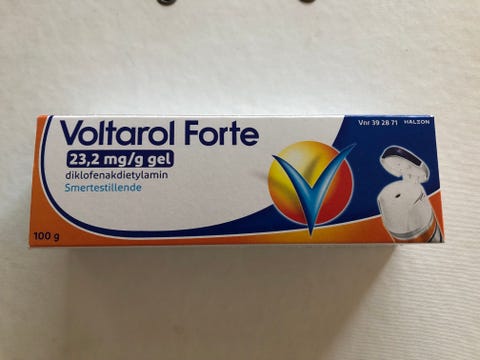 Voltarol Forte
23,2 mg/g gel
diklofenakdietylamin
Smertestillende
100 g
Vnr 39 28 71 HALEON